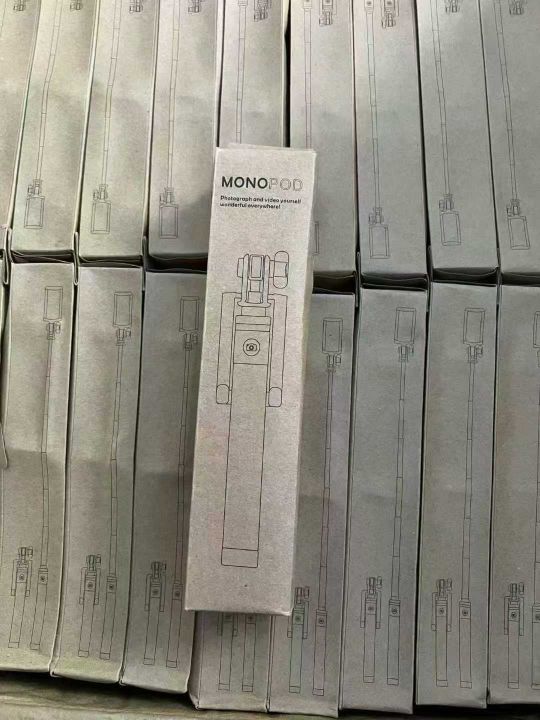 MONOPOD
Photograph and video yourself
wonderful everywhere!